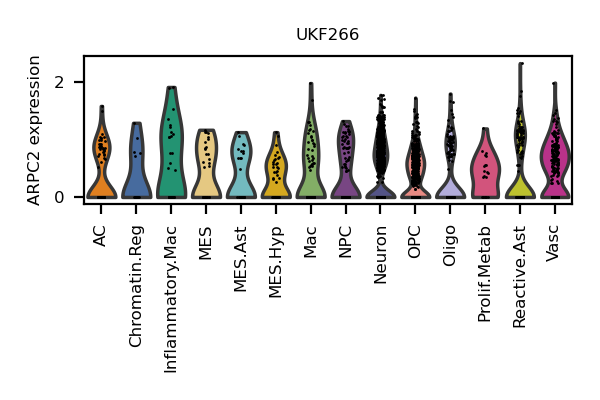 UKF266
ARPC2 expression
2
0
AC
Chromatin.Reg
Inflammatory.Mac
MES
MES.Ast
MES.Hyp
Mac
NPC
Neuron
OPC
Oligo
Prolif.Metab
Reactive.Ast
Vasc